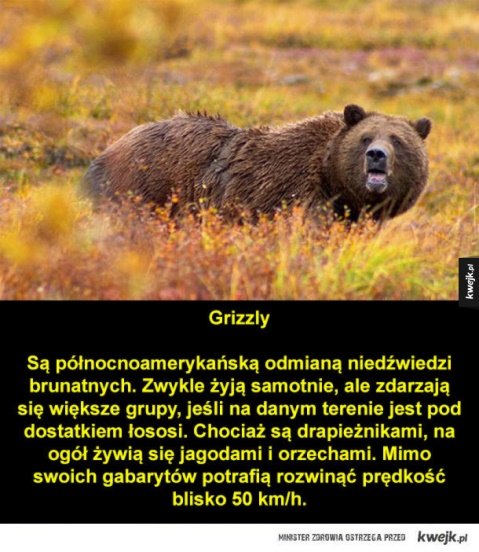 kwejk.pl
Grizzly
Są północnoamerykańską odmianą niedźwiedzi
brunatnych. Zwykle żyją samotnie, ale zdarzają
się większe grupy, jeśli na danym terenie jest pod
dostatkiem łososi. Chociaż są drapieżnikami, na
ogół żywią się jagodami i orzechami. Mimo
swoich gabarytów potrafią rozwinąć prędkość
blisko 50 km/h.
MINISTER ZDROWIA OSTRZEGA PRZED kwejk.pl